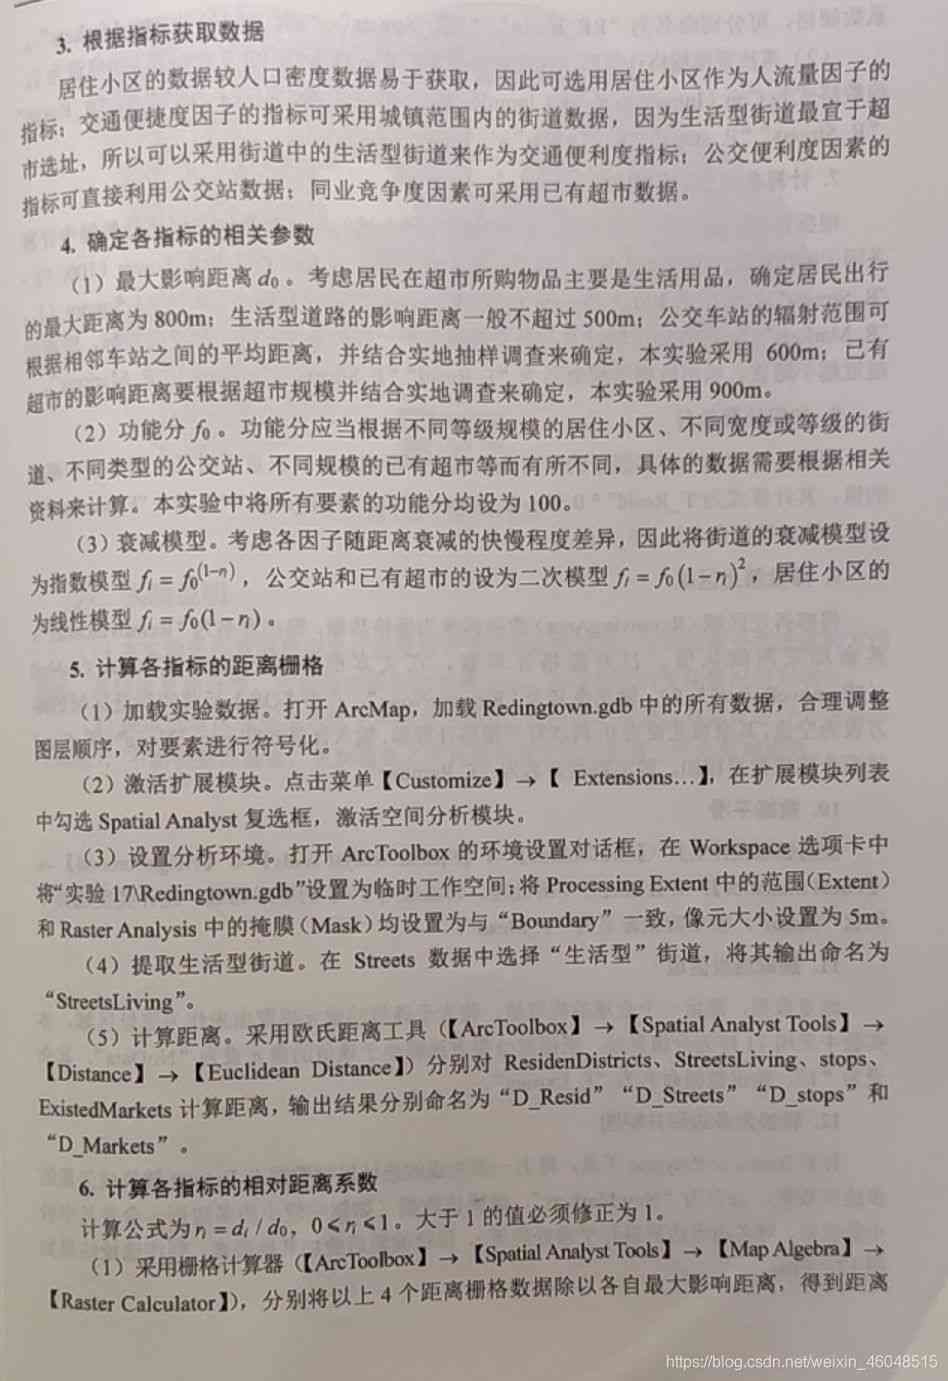 3. 根据指标获取数据
居住小区的数据较人口密度数据易于获取，因此可选用居住小区作为人流量因子的
指标；交通便捷度因子的指标可采用城镇范围内的街道数据，因为生活型街道最宜于超
市选址，所以可以采用街道中的生活型街道来作为交通便利度指标；公交便利度因素的
指标可直接利用公交站数据；同业竞争度因素可采用已有超市数据。
4. 确定各指标的相关参数
（1）最大影响距离 d₀。考虑居民在超市所购物品主要是生活用品，确定居民出行
的最大距离为 800m；生活型道路的影响距离一般不超过 500m；公交车站的辐射范围可
根据相邻车站之间的平均距离，并结合实地抽样调查来确定，本实验采用 600m；已有
超市的影响距离要根据超市规模并结合实地调查来确定，本实验采用 900m。
（2）功能分 f₀。功能分应当根据不同等级规模的居住小区、不同宽度或等级的街
道、不同类型的公交站、不同规模的已有超市等而有所不同，具体的数据需要根据相关
资料来计算。本实验中将所有要素的功能分均设为 100。
（3）衰减模型。考虑各因子随距离衰减的快慢程度差异，因此将街道的衰减模型设
为指数模型 fᵢ = f₀^(1−rᵢ)，公交站和已有超市的设为二次模型 fᵢ = f₀(1−rᵢ)²，居住小区的
为线性模型 fᵢ = f₀(1−rᵢ)。
5. 计算各指标的距离栅格
（1）加载实验数据。打开 ArcMap，加载 Redingtown.gdb 中的所有数据，合理调整
图层顺序，对要素进行符号化。
（2）激活扩展模块。点击菜单【Customize】→【 Extensions…】，在扩展模块列表
中勾选 Spatial Analyst 复选框，激活空间分析模块。
（3）设置分析环境。打开 ArcToolbox 的环境设置对话框，在 Workspace 选项卡中
将“实验 17\Redingtown.gdb”设置为临时工作空间；将 Processing Extent 中的范围（Extent）
和 Raster Analysis 中的掩膜（Mask）均设置为与“Boundary”一致，像元大小设置为 5m。
（4）提取生活型街道。在 Streets 数据中选择“生活型”街道，将其输出命名为
“StreetsLiving”。
（5）计算距离。采用欧氏距离工具（【ArcToolbox】→【Spatial Analyst Tools】→
【Distance】→【Euclidean Distance】）分别对 ResidenDistricts、StreetsLiving、stops、
ExistedMarkets 计算距离，输出结果分别命名为“D_Resid”“D_Streets”“D_stops”和
“D_Markets”。
6. 计算各指标的相对距离系数
计算公式为 rᵢ = dᵢ / d₀，0≤rᵢ≤1。大于 1 的值必须修正为 1。
（1）采用栅格计算器（【ArcToolbox】→【Spatial Analyst Tools】→【Map Algebra】→
【Raster Calculator】），分别将以上 4 个距离栅格数据除以各自最大影响距离，得到距离
https://blog.csdn.net/weixin_46048515